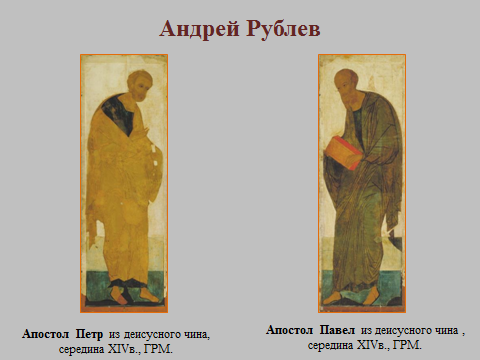 Андрей Рублев
Апостол Петр из деисусного чина,
середина XIVв., ГРМ.
Апостол Павел из деисусного чина ,
середина XIVв., ГРМ.